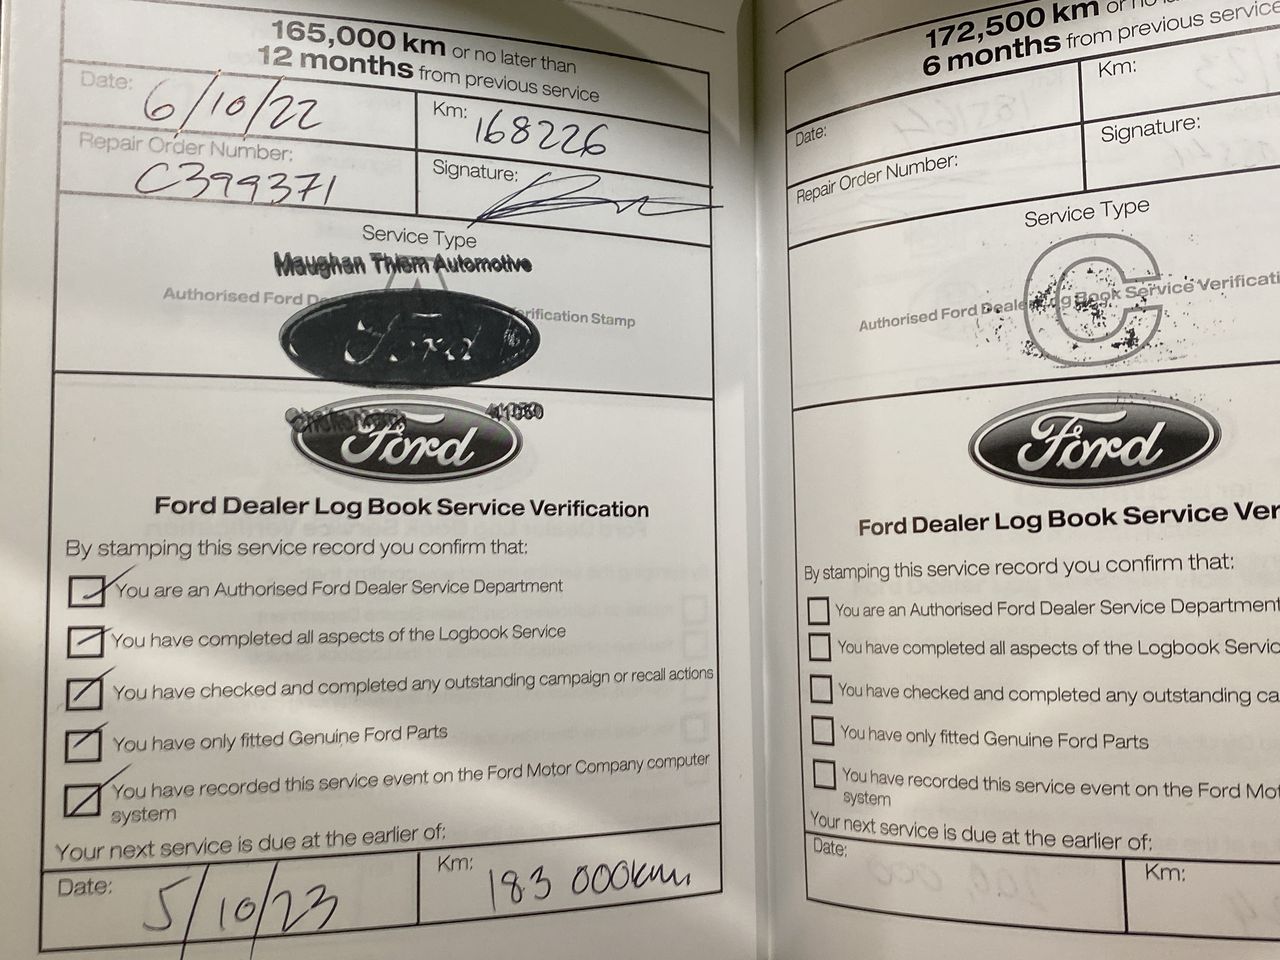 165,000 km or no later than
12 months from previous service
Date: 6/10/22
Km: 168226
Repair Order Number:
C399371
Signature:
Service Type
Maughan Thiem Automotive
Authorised Ford
Verification Stamp
Ford
41050
Ford
Ford Dealer Log Book Service Verification
By stamping this service record you confirm that:
You are an Authorised Ford Dealer Service Department
You have completed all aspects of the Logbook Service
You have checked and completed any outstanding campaign or recall actions
You have only fitted Genuine Ford Parts
You have recorded this service event on the Ford Motor Company computer
system
Your next service is due at the earlier of:
Date: 5/10/23
Km: 183 000km
172,500 km or no
6 months from previous service
Date:
Km:
Repair Order Number:
Signature:
Service Type
C
Authorised Ford Dealer Log Book Service Verificati
Ford
Ford Dealer Log Book Service Ver
By stamping this service record you confirm that:
You are an Authorised Ford Dealer Service Department
You have completed all aspects of the Logbook Servic
You have checked and completed any outstanding ca
You have only fitted Genuine Ford Parts
You have recorded this service event on the Ford Mot
system
Your next service is due at the earlier of:
Date:
Km: